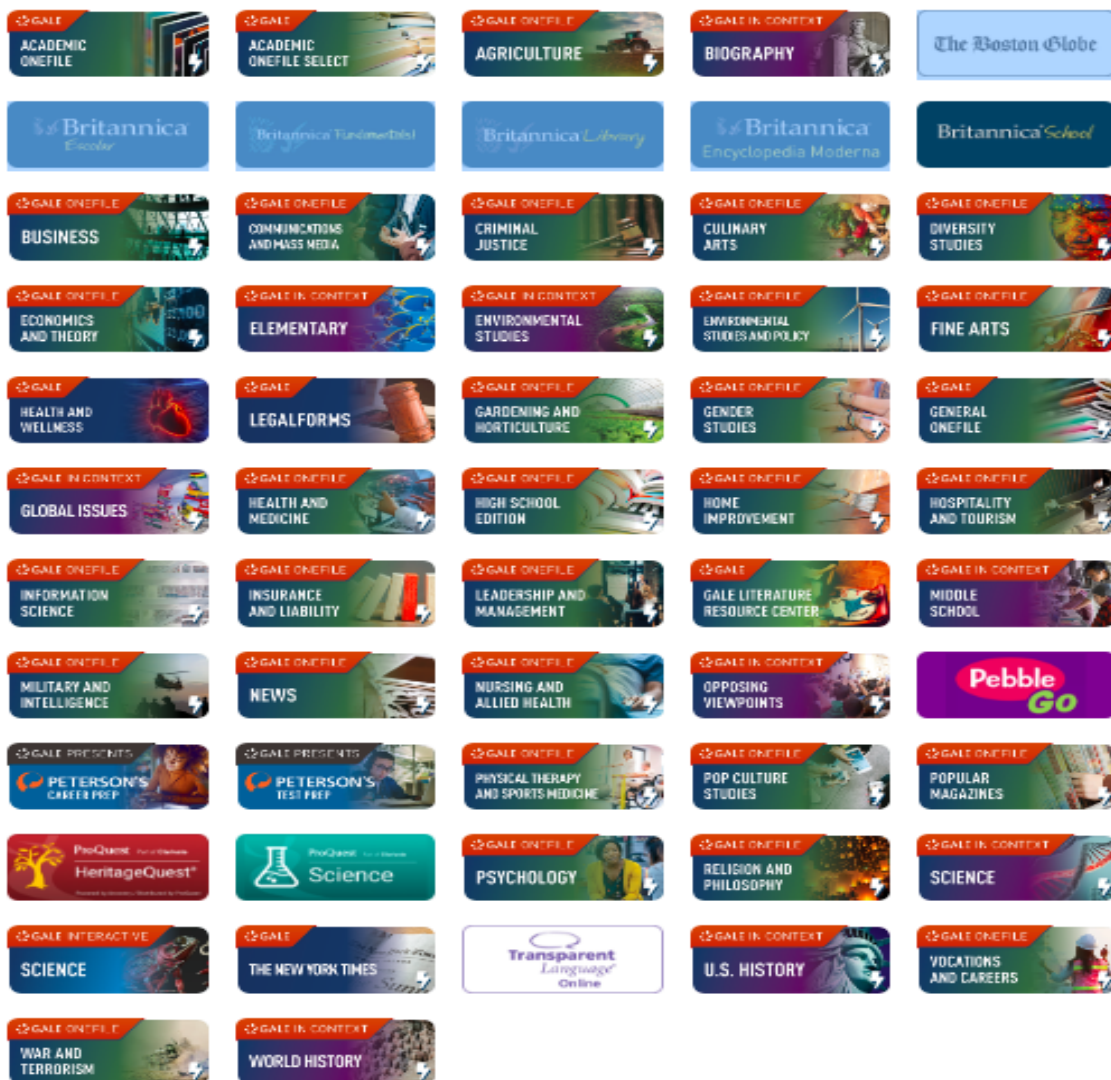 GALE
ACADEMIC
ONEFILE
GALE
ACADEMIC
ONEFILE SELECT
GALE ONEFILE
AGRICULTURE
GALE IN CONTEXT
BIOGRAPHY
The Boston Globe
Britannica
Escolar
Britannica Fundamentals
Britannica Library
Britannica
Encyclopedia Moderna
Britannica School
GALE ONEFILE
BUSINESS
GALE ONEFILE
COMMUNICATIONS
AND MASS MEDIA
GALE ONEFILE
CRIMINAL
JUSTICE
GALE ONEFILE
CULINARY
ARTS
GALE ONEFILE
DIVERSITY
STUDIES
GALE ONEFILE
ECONOMICS
AND THEORY
GALE IN CONTEXT
ELEMENTARY
GALE IN CONTEXT
ENVIRONMENTAL
STUDIES
GALE ONEFILE
ENVIRONMENTAL
STUDIES AND POLICY
GALE ONEFILE
FINE ARTS
GALE
HEALTH AND
WELLNESS
GALE
LEGALFORMS
GALE ONEFILE
GARDENING AND
HORTICULTURE
GALE ONEFILE
GENDER
STUDIES
GALE
GENERAL
ONEFILE
GALE IN CONTEXT
GLOBAL ISSUES
GALE ONEFILE
HEALTH AND
MEDICINE
GALE ONEFILE
HIGH SCHOOL
EDITION
GALE ONEFILE
HOME
IMPROVEMENT
GALE ONEFILE
HOSPITALITY
AND TOURISM
GALE ONEFILE
INFORMATION
SCIENCE
GALE ONEFILE
INSURANCE
AND LIABILITY
GALE ONEFILE
LEADERSHIP AND
MANAGEMENT
GALE
GALE LITERATURE
RESOURCE CENTER
GALE IN CONTEXT
MIDDLE
SCHOOL
GALE ONEFILE
MILITARY AND
INTELLIGENCE
GALE ONEFILE
NEWS
GALE ONEFILE
NURSING AND
ALLIED HEALTH
GALE IN CONTEXT
OPPOSING
VIEWPOINTS
Pebble
Go
GALE PRESENTS
PETERSON'S
CAREER PREP
GALE PRESENTS
PETERSON'S
TEST PREP
GALE ONEFILE
PHYSICAL THERAPY
AND SPORTS MEDICINE
GALE ONEFILE
POP CULTURE
STUDIES
GALE ONEFILE
POPULAR
MAGAZINES
ProQuest Part of Clarivate
HeritageQuest®
Powered by Ancestry / Distributed by ProQuest
ProQuest Part of Clarivate
Science
GALE ONEFILE
PSYCHOLOGY
GALE ONEFILE
RELIGION AND
PHILOSOPHY
GALE IN CONTEXT
SCIENCE
GALE INTERACTIVE
SCIENCE
GALE
THE NEW YORK TIMES
Transparent
Language
Online
GALE IN CONTEXT
U.S. HISTORY
GALE ONEFILE
VOCATIONS
AND CAREERS
GALE ONEFILE
WAR AND
TERRORISM
GALE IN CONTEXT
WORLD HISTORY